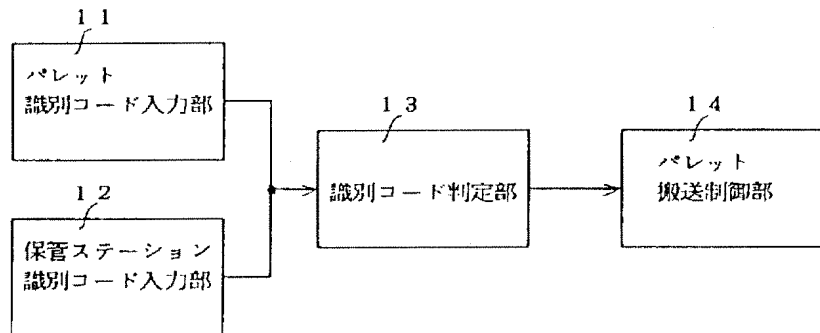 11
パレット
識別コード入力部
12
保管ステーション
識別コード入力部
13
識別コード判定部
14
パレット
搬送制御部